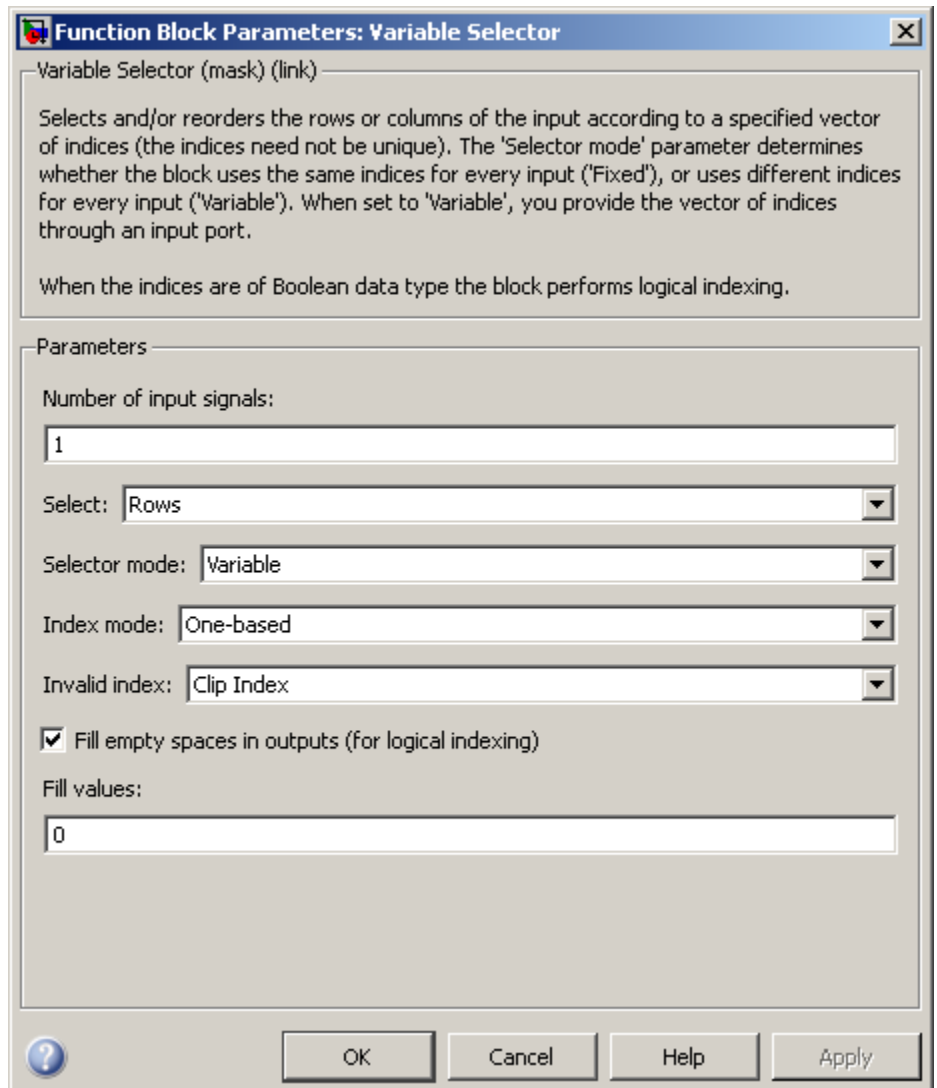 Function Block Parameters: Variable Selector
Variable Selector (mask) (link)
Selects and/or reorders the rows or columns of the input according to a specified vector
of indices (the indices need not be unique). The 'Selector mode' parameter determines
whether the block uses the same indices for every input ('Fixed'), or uses different indices
for every input ('Variable'). When set to 'Variable', you provide the vector of indices
through an input port.
When the indices are of Boolean data type the block performs logical indexing.
Parameters
Number of input signals:
1
Select: Rows
Selector mode: Variable
Index mode: One-based
Invalid index: Clip Index
Fill empty spaces in outputs (for logical indexing)
Fill values:
0
? OK Cancel Help Apply